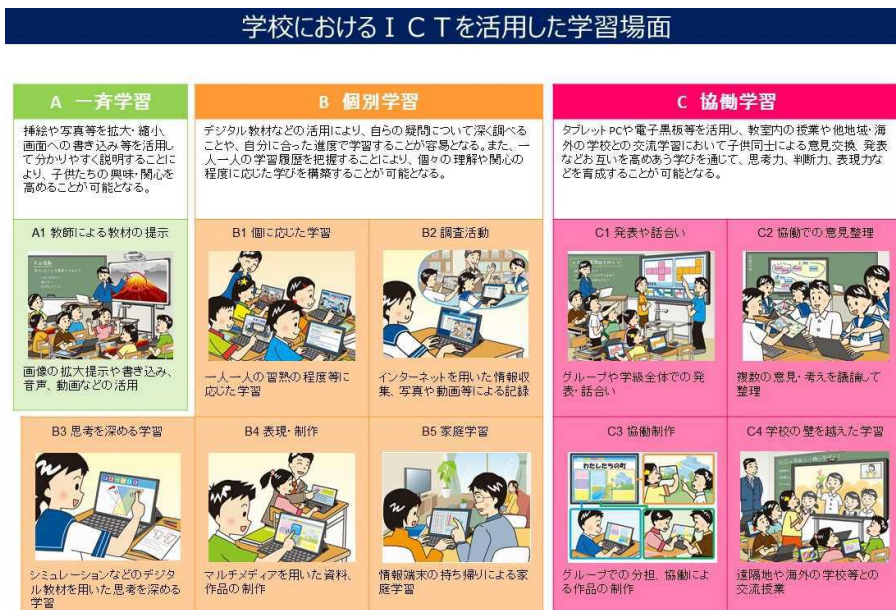 学校におけるＩＣＴを活用した学習場面
A 一斉学習
挿絵や写真等を拡大・縮小、
画面への書き込み等を活用し
て分かりやすく説明することに
より、子供たちの興味・関心を
高めることが可能となる。
B 個別学習
デジタル教材などの活用により、自らの疑問について深く調べる
ことや、自分に合った進度で学習することが容易となる。また、一
人一人の学習履歴を把握することにより、個々の理解や関心の
程度に応じた学びを構築することが可能となる。
C 協働学習
タブレットPCや電子黒板等を活用し、教室内の授業や他地域・海
外の学校との交流学習において子供同士による意見交換、発表
などお互いを高めあう学びを通じて、思考力、判断力、表現力な
どを育成することが可能となる。
A1 教師による教材の提示
画像の拡大提示や書き込み、
音声、動画などの活用
B1 個に応じた学習
一人一人の習熟の程度等に
応じた学習
B2 調査活動
インターネットを用いた情報収
集、写真や動画等による記録
C1 発表や話合い
グループや学級全体での発
表・話合い
C2 協働での意見整理
複数の意見・考えを議論して
整理
B3 思考を深める学習
シミュレーションなどのデジタ
ル教材を用いた思考を深める
学習
B4 表現・制作
マルチメディアを用いた資料、
作品の制作
B5 家庭学習
情報端末の持ち帰りによる家
庭学習
C3 協働制作
わたしたちの町
グループでの分担、協働によ
る作品の制作
C4 学校の壁を越えた学習
遠隔地や海外の学校等との
交流授業